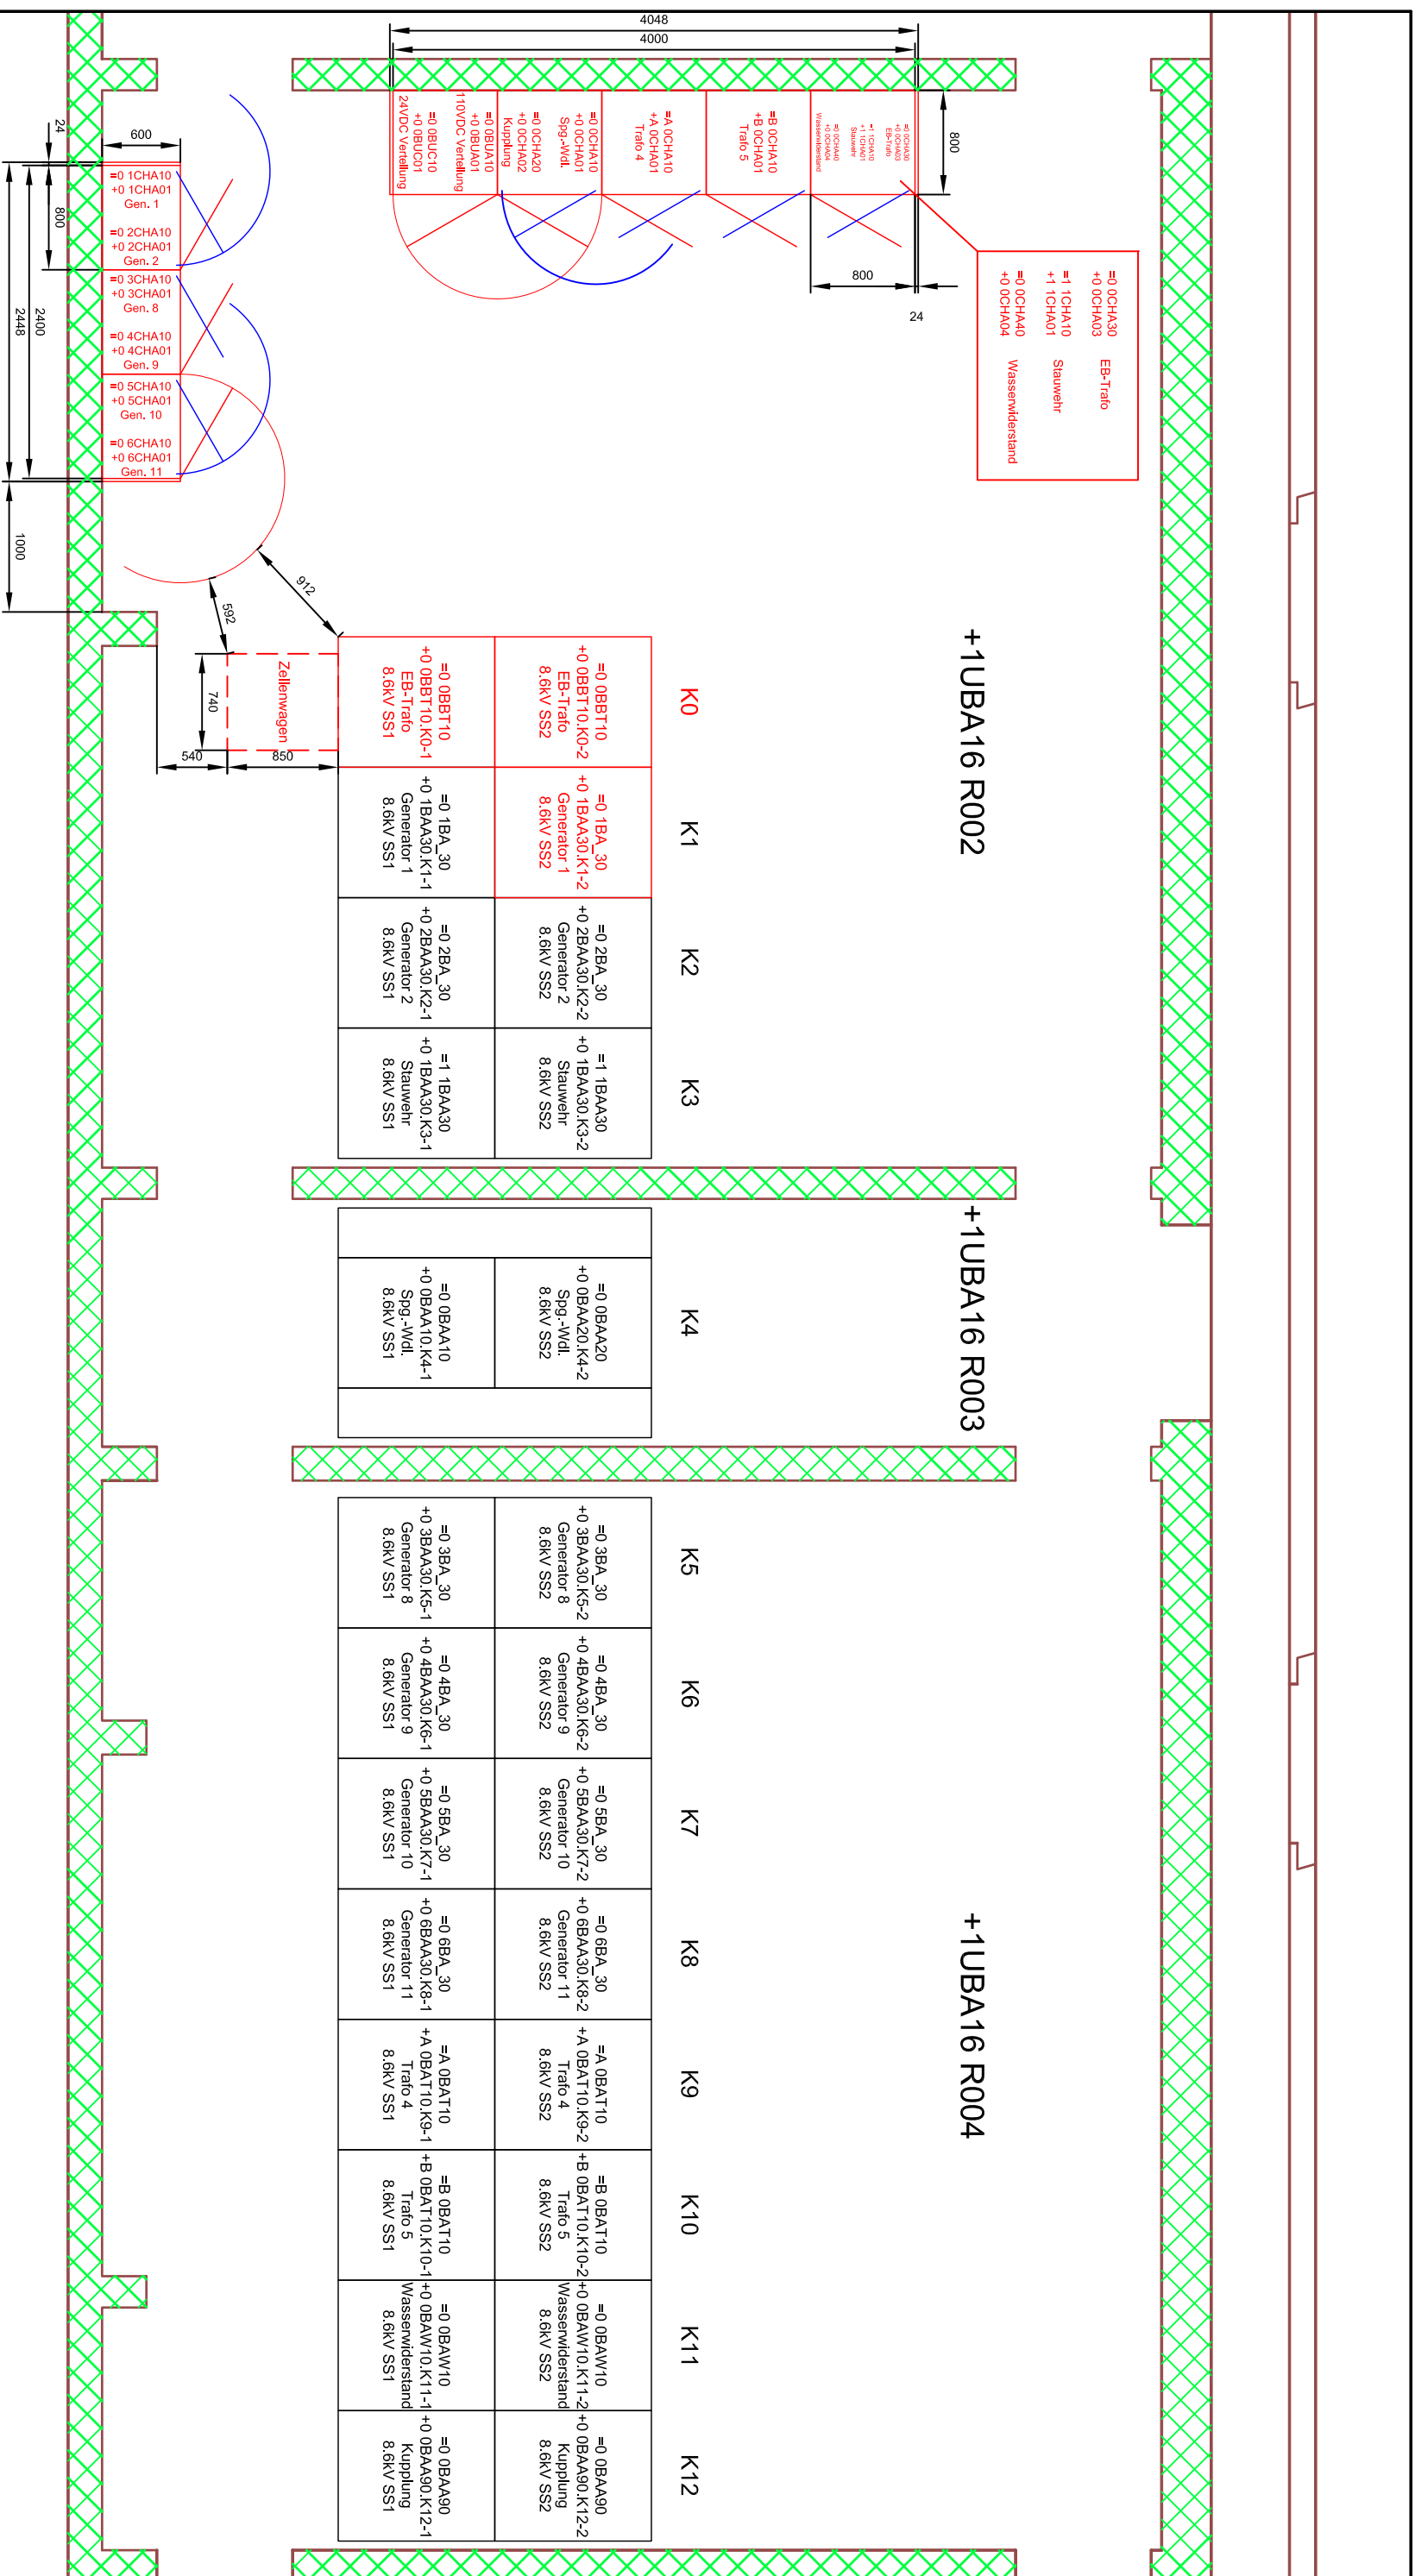 4048
4000
800
800
24
=0 0CHA30
+0 0CHA03
EB-Trafo
=1 1CHA10
+1 1CHA01
Stauwehr
=0 0CHA40
+0 0CHA04
Wasserwiderstand
=B 0CHA10
+B 0CHA01
Trafo 5
=A 0CHA10
+A 0CHA01
Trafo 4
=0 0CHA10
+0 0CHA01
Spg.-Wdl.
=0 0CHA20
+0 0CHA02
Kupplung
=0 0BUA10
+0 0BUA01
110VDC Verteilung
=0 0BUC10
+0 0BUC01
24VDC Verteilung
=0 0CHA30
+0 0CHA03 EB-Trafo
=1 1CHA10
+1 1CHA01 Stauwehr
=0 0CHA40
+0 0CHA04 Wasserwiderstand
600
24
800
2400
2448
1000
=0 1CHA10
+0 1CHA01
Gen. 1
=0 2CHA10
+0 2CHA01
Gen. 2
=0 3CHA10
+0 3CHA01
Gen. 8
=0 4CHA10
+0 4CHA01
Gen. 9
=0 5CHA10
+0 5CHA01
Gen. 10
=0 6CHA10
+0 6CHA01
Gen. 11
912
592
740
540
850
Zellenwagen
+1UBA16 R002
K0
=0 0BBT10
+0 0BBT10.K0-2
EB-Trafo
8.6kV SS2
=0 0BBT10
+0 0BBT10.K0-1
EB-Trafo
8.6kV SS1
K1
=0 1BA_30
+0 1BAA30.K1-2
Generator 1
8.6kV SS2
=0 1BA_30
+0 1BAA30.K1-1
Generator 1
8.6kV SS1
K2
=0 2BA_30
+0 2BAA30.K2-2
Generator 2
8.6kV SS2
=0 2BA_30
+0 2BAA30.K2-1
Generator 2
8.6kV SS1
K3
=1 1BAA30
+0 1BAA30.K3-2
Stauwehr
8.6kV SS2
=1 1BAA30
+0 1BAA30.K3-1
Stauwehr
8.6kV SS1
+1UBA16 R003
K4
=0 0BAA20
+0 0BAA20.K4-2
Spg.-Wdl.
8.6kV SS2
=0 0BAA10
+0 0BAA10.K4-1
Spg.-Wdl.
8.6kV SS1
+1UBA16 R004
K5
=0 3BA_30
+0 3BAA30.K5-2
Generator 8
8.6kV SS2
=0 3BA_30
+0 3BAA30.K5-1
Generator 8
8.6kV SS1
K6
=0 4BA_30
+0 4BAA30.K6-2
Generator 9
8.6kV SS2
=0 4BA_30
+0 4BAA30.K6-1
Generator 9
8.6kV SS1
K7
=0 5BA_30
+0 5BAA30.K7-2
Generator 10
8.6kV SS2
=0 5BA_30
+0 5BAA30.K7-1
Generator 10
8.6kV SS1
K8
=0 6BA_30
+0 6BAA30.K8-2
Generator 11
8.6kV SS2
=0 6BA_30
+0 6BAA30.K8-1
Generator 11
8.6kV SS1
K9
=A 0BAT10
+A 0BAT10.K9-2
Trafo 4
8.6kV SS2
=A 0BAT10
+A 0BAT10.K9-1
Trafo 4
8.6kV SS1
K10
=B 0BAT10
+B 0BAT10.K10-2
Trafo 5
8.6kV SS2
=B 0BAT10
+B 0BAT10.K10-1
Trafo 5
8.6kV SS1
K11
=0 0BAW10
+0 0BAW10.K11-2
Wasserwiderstand
8.6kV SS2
=0 0BAW10
+0 0BAW10.K11-1
Wasserwiderstand
8.6kV SS1
K12
=0 0BAA90
+0 0BAA90.K12-2
Kupplung
8.6kV SS2
=0 0BAA90
+0 0BAA90.K12-1
Kupplung
8.6kV SS1